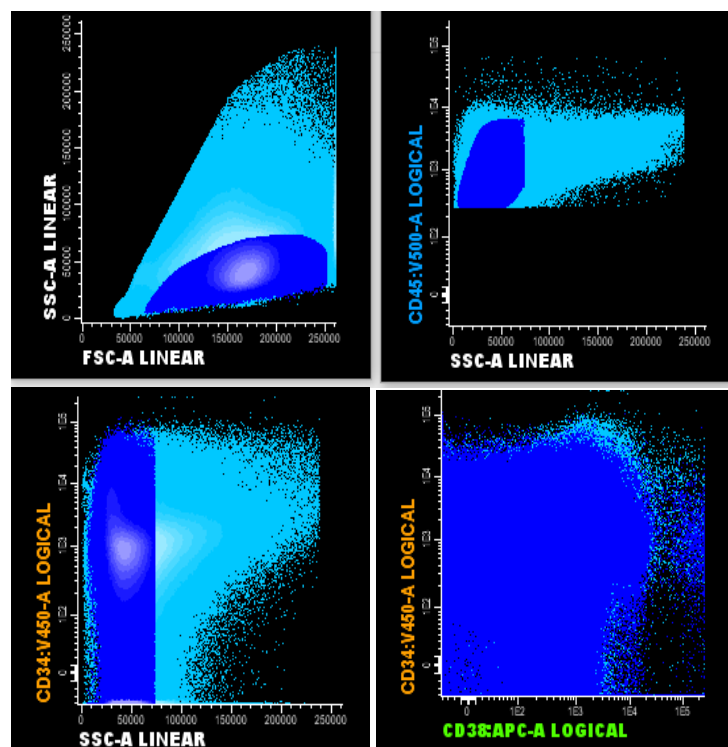 250000
200000
150000
100000
50000
0
SSC-A LINEAR
0 50000 100000 150000 200000 250000
FSC-A LINEAR
1E5
1E4
1E3
1E2
0
CD45:V500-A LOGICAL
0 50000 100000 150000 200000 250000
SSC-A LINEAR
1E5
1E4
1E3
1E2
0
CD34:V450-A LOGICAL
0 50000 100000 150000 200000 250000
SSC-A LINEAR
1E5
1E4
1E3
1E2
0
CD34:V450-A LOGICAL
0 1E2 1E3 1E4 1E5
CD38:APC-A LOGICAL